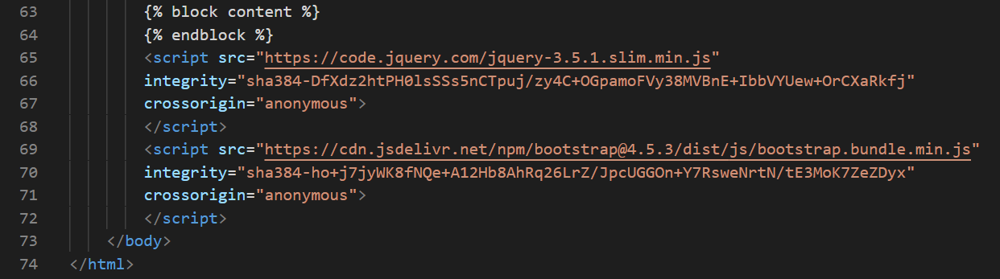 63 {% block content %}
64 {% endblock %}
65 <script src="https://code.jquery.com/jquery-3.5.1.slim.min.js"
66 integrity="sha384-DfXdz2htPH0lsSSs5nCTpuj/zy4C+OGpamoFVy38MVBnE+IbbVYUew+OrCXaRkfj"
67 crossorigin="anonymous">
68 </script>
69 <script src="https://cdn.jsdelivr.net/npm/bootstrap@4.5.3/dist/js/bootstrap.bundle.min.js"
70 integrity="sha384-ho+j7jyWK8fNQe+A12Hb8AhRq26LrZ/JpcUGGOn+Y7RsweNrtN/tE3MoK7ZeZDyx"
71 crossorigin="anonymous">
72 </script>
73 </body>
74 </html>